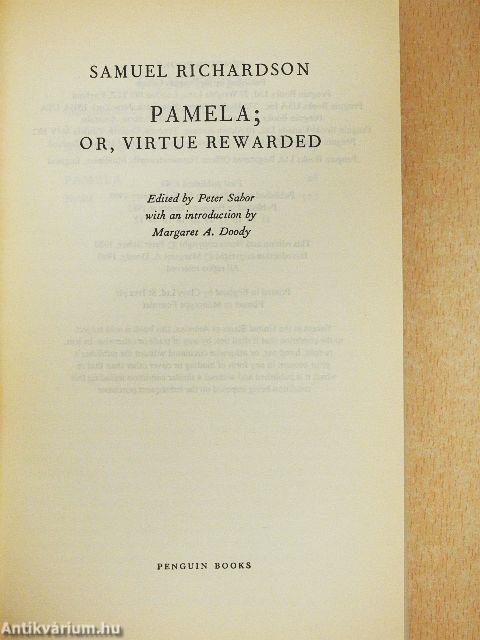 SAMUEL RICHARDSON
PAMELA;
OR, VIRTUE REWARDED
Edited by Peter Sabor
with an introduction by
Margaret A. Doody
PENGUIN BOOKS
Antikvárium.hu